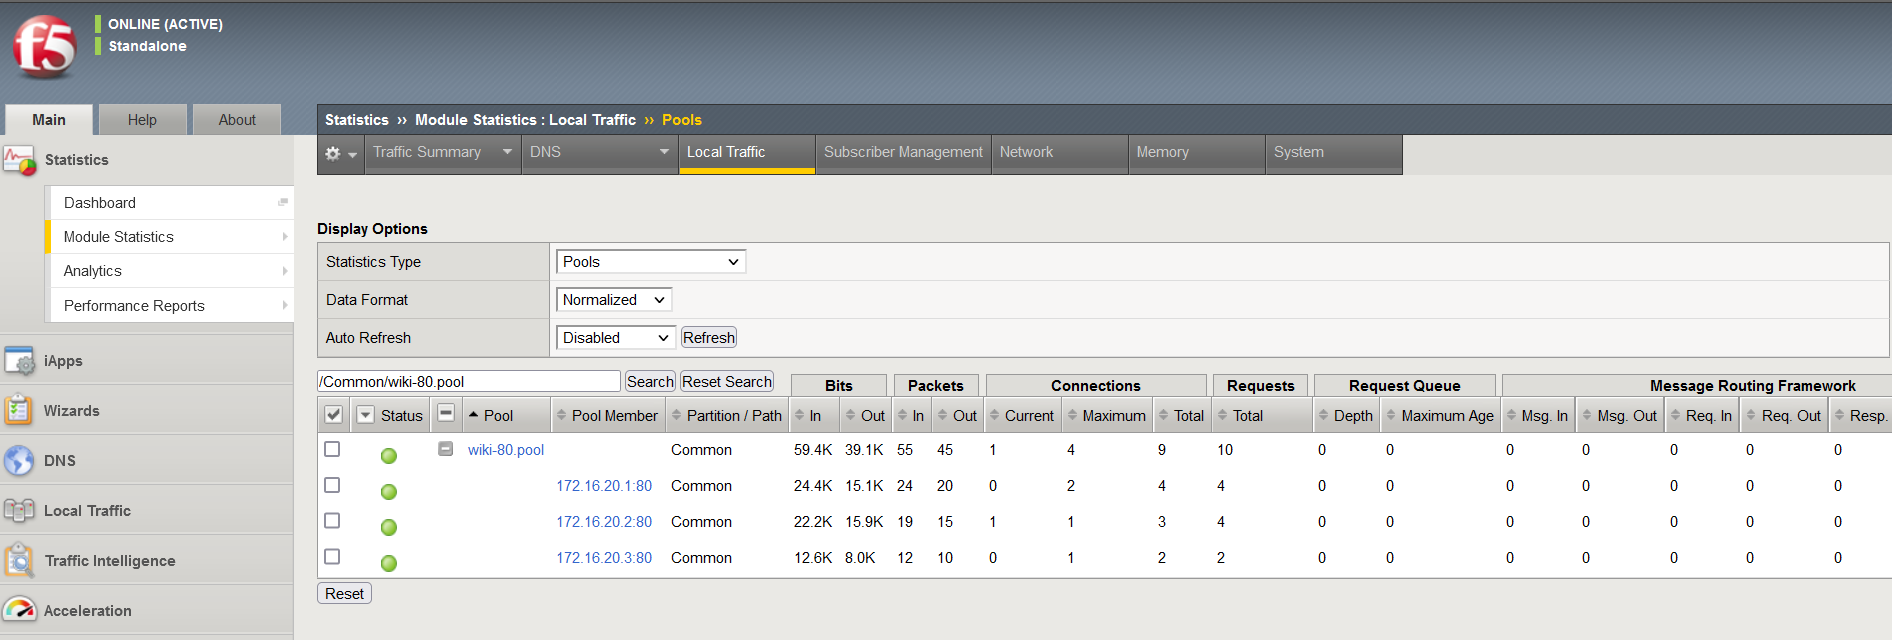 f5
ONLINE (ACTIVE)
Standalone
Main Help About
Statistics
Dashboard
Module Statistics
Analytics
Performance Reports
iApps
Wizards
DNS
Local Traffic
Traffic Intelligence
Acceleration
Statistics ›› Module Statistics : Local Traffic ›› Pools
Traffic Summary DNS Local Traffic Subscriber Management Network Memory System
Display Options
Statistics Type Pools
Data Format Normalized
Auto Refresh Disabled Refresh
/Common/wiki-80.pool Search Reset Search Bits Packets Connections Requests Request Queue Message Routing Framework
Status Pool Pool Member Partition / Path In Out In Out Current Maximum Total Total Depth Maximum Age Msg. In Msg. Out Req. In Req. Out Resp.
wiki-80.pool Common 59.4K 39.1K 55 45 1 4 9 10 0 0 0 0 0 0 0
172.16.20.1:80 Common 24.4K 15.1K 24 20 0 2 4 4 0 0 0 0 0 0 0
172.16.20.2:80 Common 22.2K 15.9K 19 15 1 1 3 4 0 0 0 0 0 0 0
172.16.20.3:80 Common 12.6K 8.0K 12 10 0 1 2 2 0 0 0 0 0 0 0
Reset